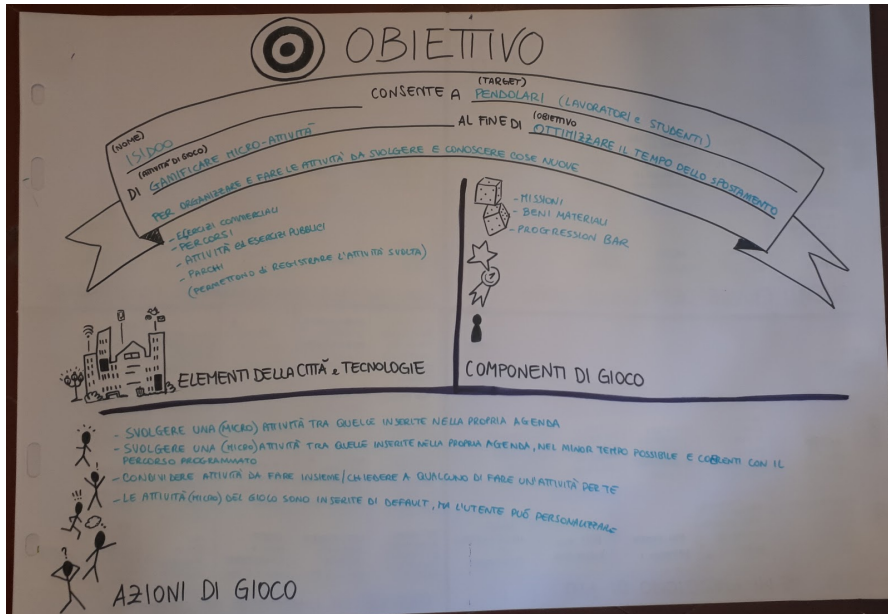 OBIETTIVO
(NOME)
ISIDOO
CONSENTE A
(TARGET)
PENDOLARI (LAVORATORI e STUDENTI)
DI
(ATTIVITÀ DI GIOCO)
GAMIFICARE MICRO-ATTIVITÀ
AL FINE DI
(OBIETTIVO
OTTIMIZZARE IL TEMPO DELLO SPOSTAMENTO
PER ORGANIZZARE E FARE LE ATTIVITÀ DA SVOLGERE E CONOSCERE COSE NUOVE
- ESERCIZI COMMERCIALI
- PERCORSI
- ATTIVITÀ ED ESERCIZI PUBBLICI
- PARCHI
(PERMETTONO di REGISTRARE L'ATTIVITÀ SVOLTA)
ELEMENTI DELLA CITTÀ e TECNOLOGIE
- MISSIONI
- BENI MATERIALI
- PROGRESSION BAR
COMPONENTI DI GIOCO
- SVOLGERE UNA (MICRO) ATTIVITÀ TRA QUELLE INSERITE NELLA PROPRIA AGENDA
- SVOLGERE UNA (MICRO) ATTIVITÀ TRA QUELLE INSERITE NELLA PROPRIA AGENDA, NEL MINOR TEMPO POSSIBILE E COERENTI CON IL
PERCORSO PROGRAMMATO
- CONDIVIDERE ATTIVITÀ DA FARE INSIEME/CHIEDERE A QUALCUNO DI FARE UN'ATTIVITÀ PER TE
- LE ATTIVITÀ (MICRO) DEL GIOCO SONO INSERITE DI DEFAULT, MA L'UTENTE PUÒ PERSONALIZZARE
AZIONI DI GIOCO